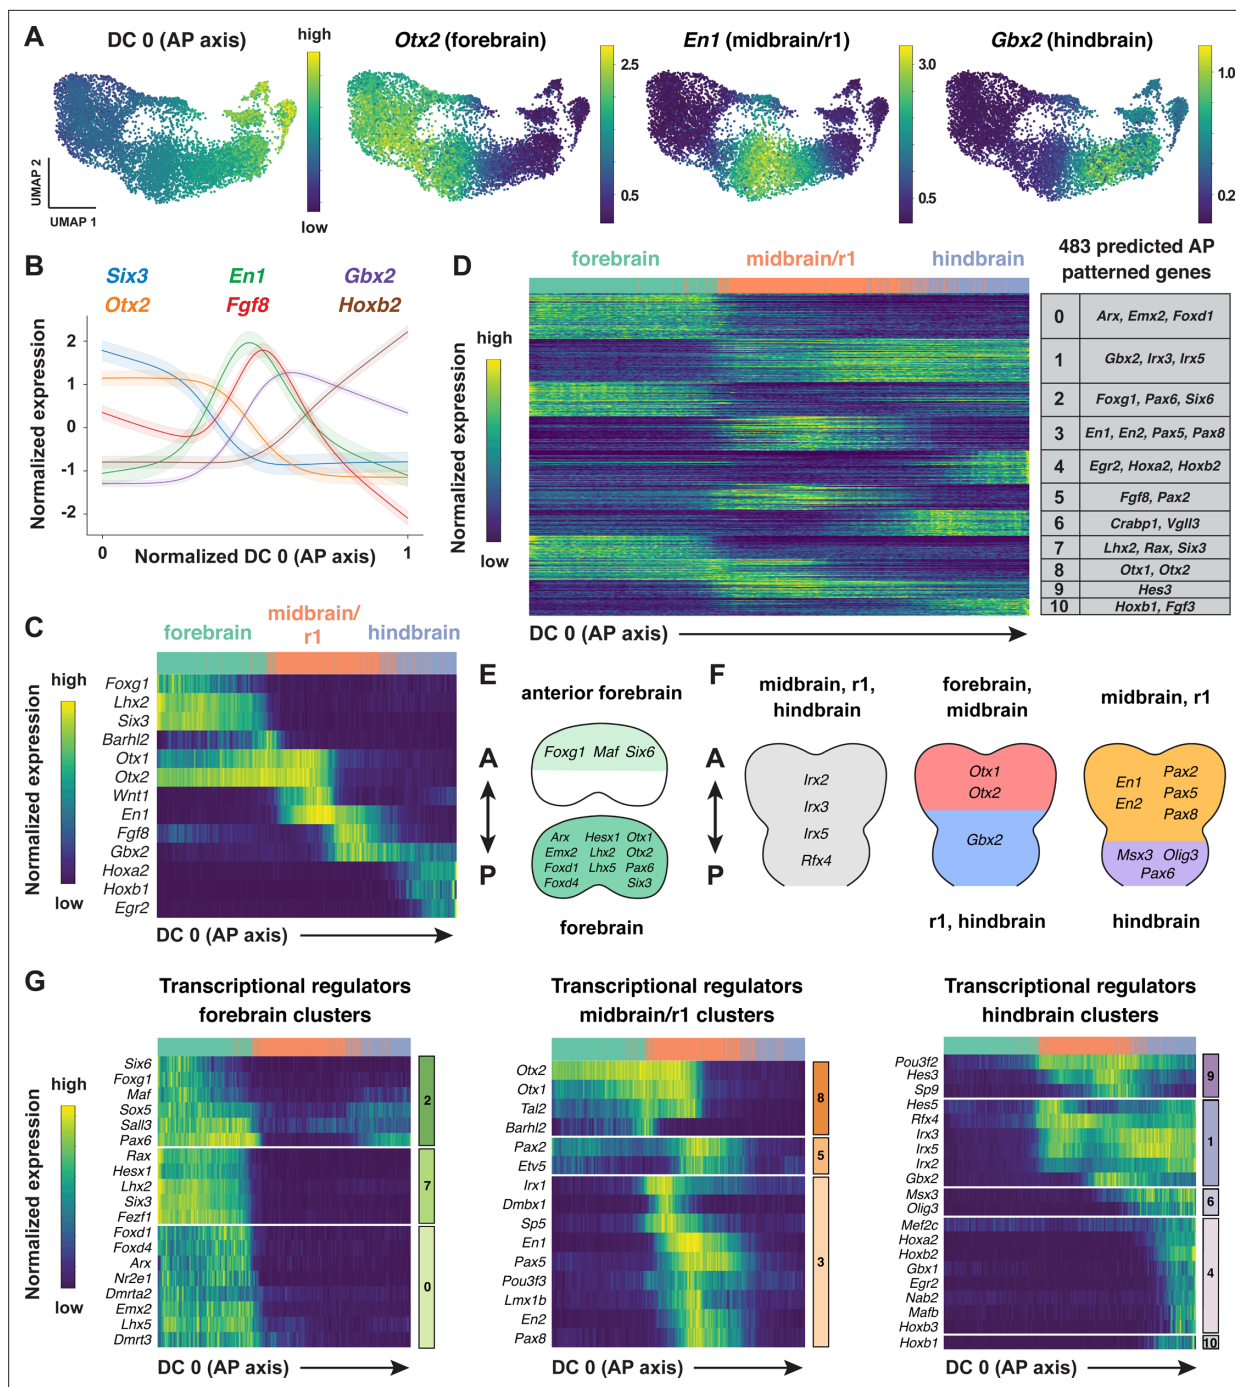 A
DC 0 (AP axis)
high
low
UMAP 2
UMAP 1
Otx2 (forebrain)
2.5
0.5
En1 (midbrain/r1)
3.0
0.5
Gbx2 (hindbrain)
1.0
0.2
B
Six3 En1 Gbx2
Otx2 Fgf8 Hoxb2
Normalized expression
2
1
0
-1
-2
0 1
Normalized DC 0 (AP axis)
D
forebrain midbrain/r1 hindbrain
high
low
Normalized expression
DC 0 (AP axis)
483 predicted AP
patterned genes
0 Arx, Emx2, Foxd1
1 Gbx2, Irx3, Irx5
2 Foxg1, Pax6, Six6
3 En1, En2, Pax5, Pax8
4 Egr2, Hoxa2, Hoxb2
5 Fgf8, Pax2
6 Crabp1, Vgll3
7 Lhx2, Rax, Six3
8 Otx1, Otx2
9 Hes3
10 Hoxb1, Fgf3
C
forebrain
midbrain/
r1
hindbrain
high
low
Normalized expression
Foxg1
Lhx2
Six3
Barhl2
Otx1
Otx2
Wnt1
En1
Fgf8
Gbx2
Hoxa2
Hoxb1
Egr2
DC 0 (AP axis)
E
anterior forebrain
A
P
Foxg1 Maf Six6
Arx Hesx1 Otx1
Emx2 Lhx2 Otx2
Foxd1 Lhx5 Pax6
Foxd4 Six3
forebrain
F
midbrain, r1,
hindbrain
A
P
Irx2
Irx3
Irx5
Rfx4
forebrain,
midbrain
Otx1
Otx2
Gbx2
r1, hindbrain
midbrain, r1
En1
En2
Pax2
Pax5
Pax8
Msx3 Olig3
Pax6
hindbrain
G
Transcriptional regulators
forebrain clusters
high
low
Normalized expression
Six6
Foxg1
Maf
Sox5
Sall3
Pax6
2
Rax
Hesx1
Lhx2
Six3
Fezf1
7
Foxd1
Foxd4
Arx
Nr2e1
Dmrta2
Emx2
Lhx5
Dmrt3
0
DC 0 (AP axis)
Transcriptional regulators
midbrain/r1 clusters
Otx2
Otx1
Tal2
Barhl2
8
Pax2
Etv5
5
Irx1
Dmbx1
Sp5
En1
Pax5
Pou3f3
Lmx1b
En2
Pax8
3
DC 0 (AP axis)
Transcriptional regulators
hindbrain clusters
Pou3f2
Hes3
Sp9
9
Hes5
Rfx4
Irx3
Irx5
Irx2
Gbx2
1
Msx3
Olig3
6
Mef2c
Hoxa2
Hoxb2
Gbx1
Egr2
Nab2
Mafb
Hoxb3
4
Hoxb1
10
DC 0 (AP axis)